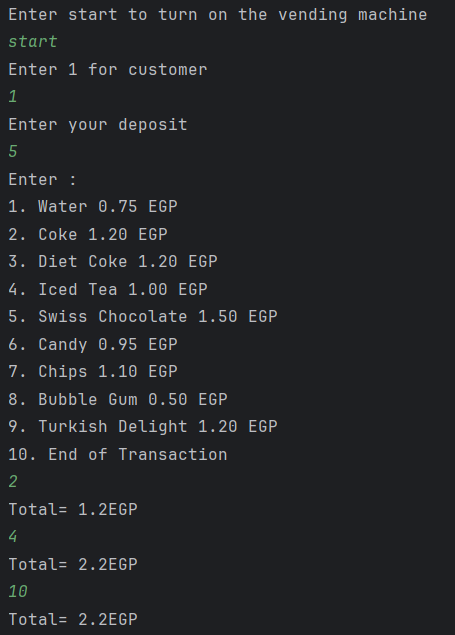 Enter start to turn on the vending machine
start
Enter 1 for customer
1
Enter your deposit
5
Enter :
1. Water 0.75 EGP
2. Coke 1.20 EGP
3. Diet Coke 1.20 EGP
4. Iced Tea 1.00 EGP
5. Swiss Chocolate 1.50 EGP
6. Candy 0.95 EGP
7. Chips 1.10 EGP
8. Bubble Gum 0.50 EGP
9. Turkish Delight 1.20 EGP
10. End of Transaction
2
Total= 1.2EGP
4
Total= 2.2EGP
10
Total= 2.2EGP